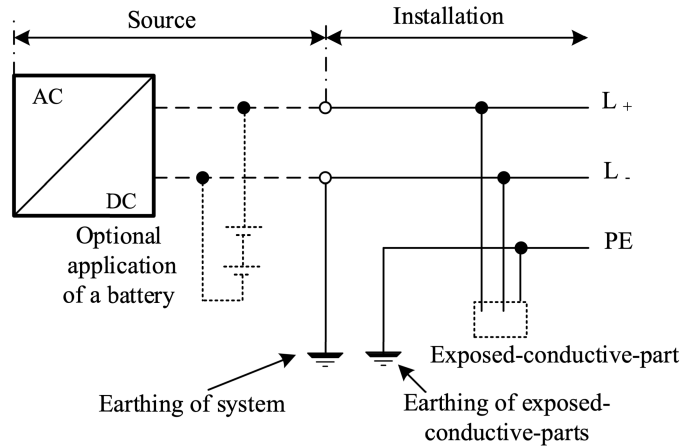 Source
Installation
AC
DC
L +
L -
PE
Optional
application
of a battery
Exposed-conductive-part
Earthing of system
Earthing of exposed-
conductive-parts